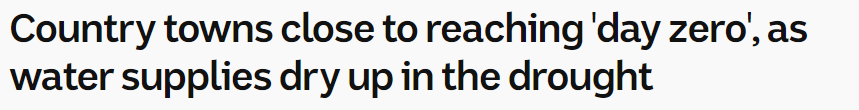 Country towns close to reaching 'day zero', as
water supplies dry up in the drought